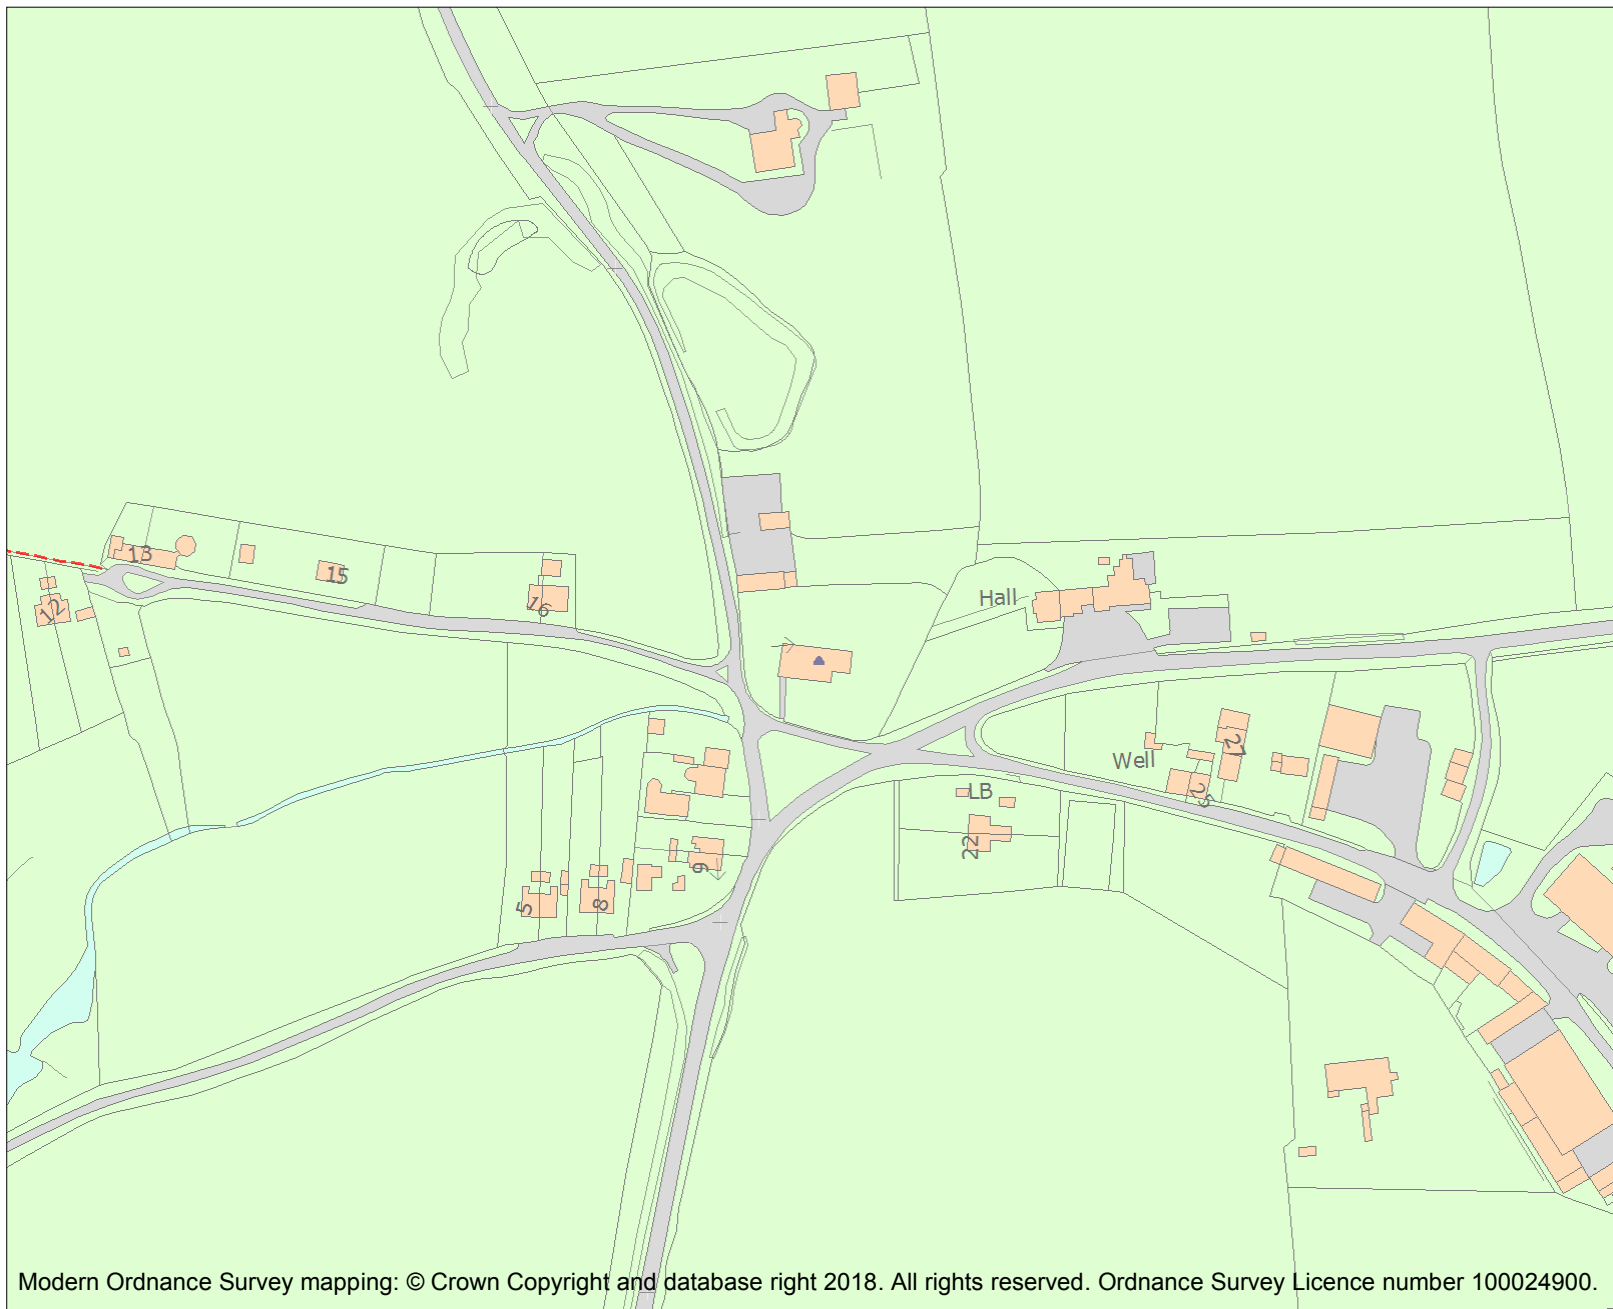 13
15
12
16
Hall
27
Well
25
LB
22
9
5
8
Modern Ordnance Survey mapping: © Crown Copyright and database right 2018. All rights reserved. Ordnance Survey Licence number 100024900.